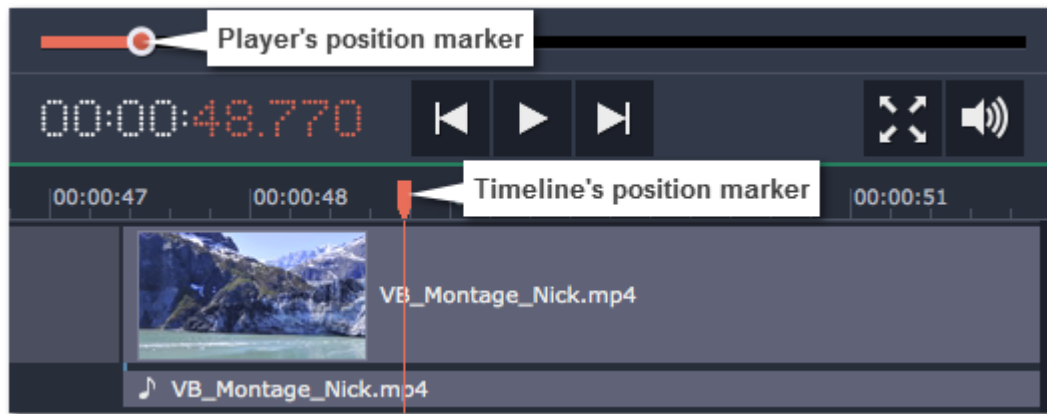 Player's position marker
00:00:48.770
Timeline's position marker
00:00:47 00:00:48 00:00:51
VB_Montage_Nick.mp4
VB_Montage_Nick.mp4